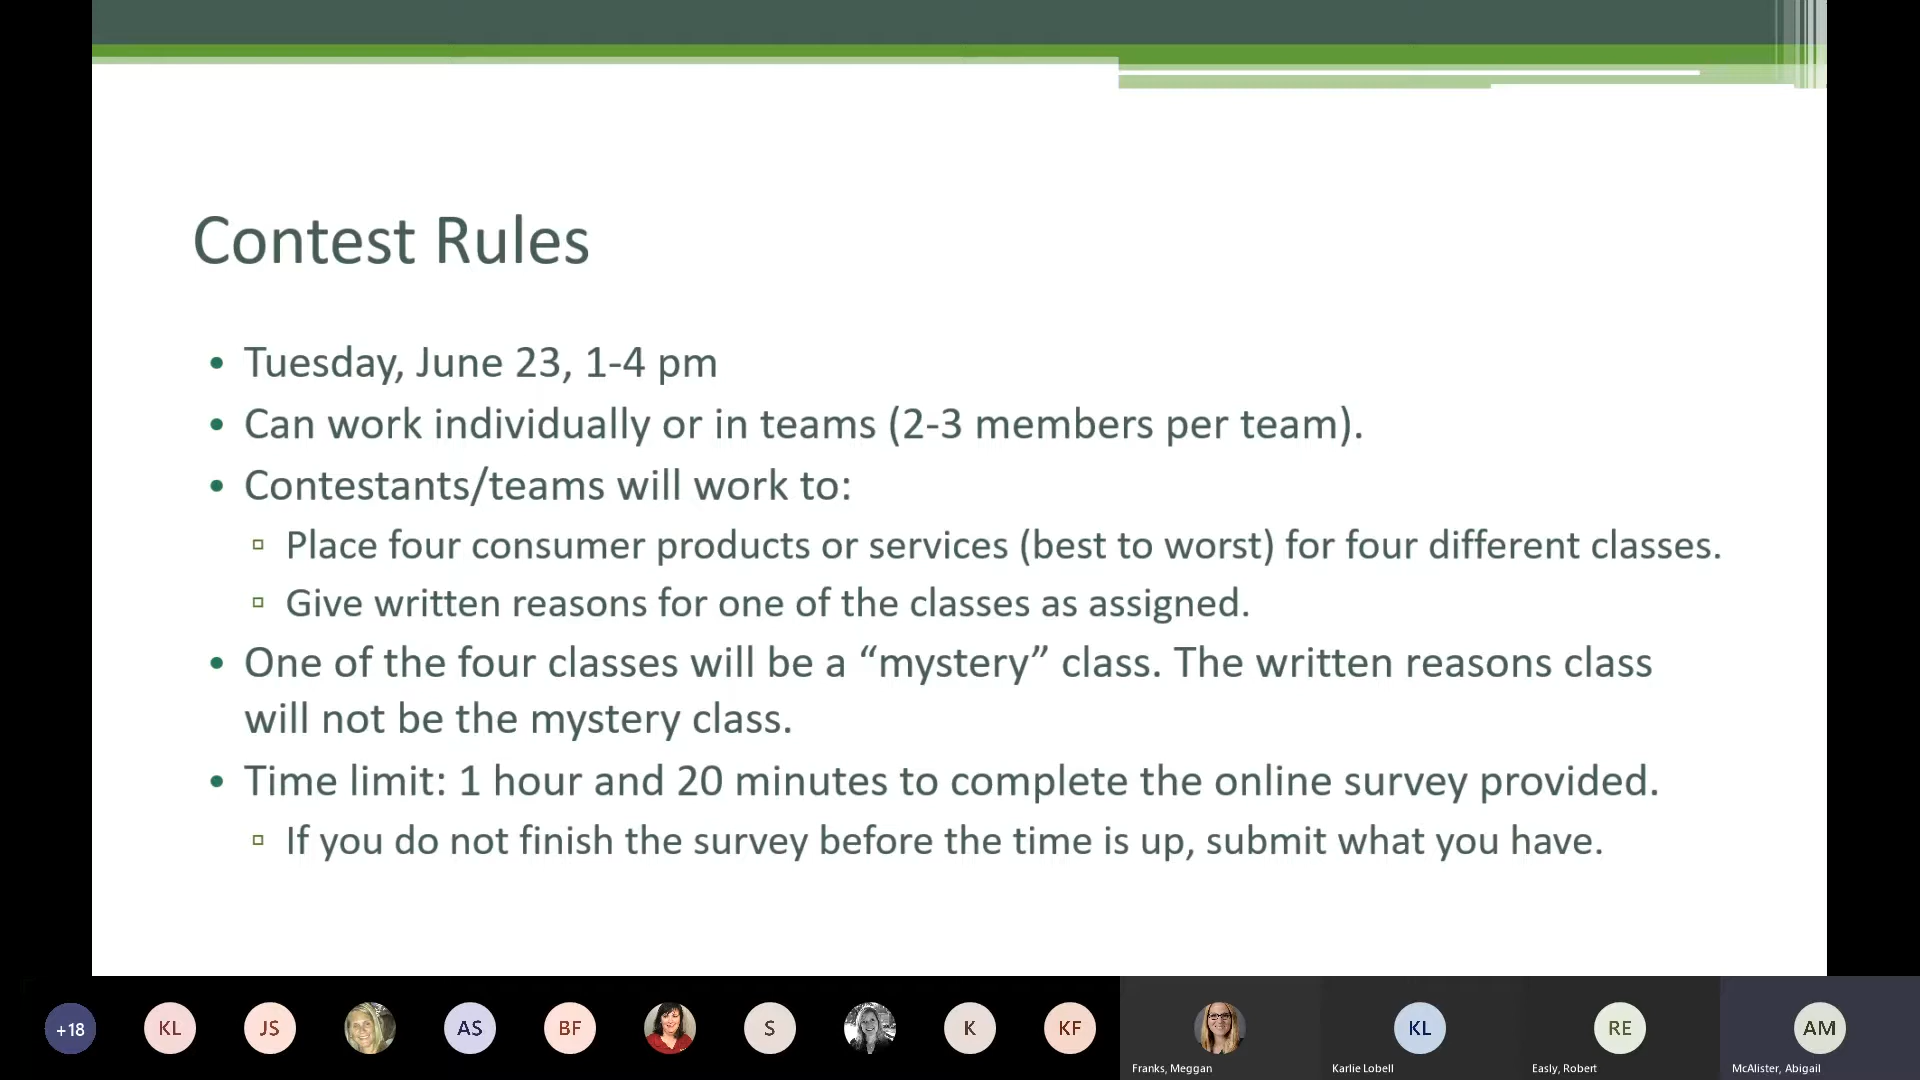 Contest Rules
• Tuesday, June 23, 1-4 pm
• Can work individually or in teams (2-3 members per team).
• Contestants/teams will work to:
▫ Place four consumer products or services (best to worst) for four different classes.
▫ Give written reasons for one of the classes as assigned.
• One of the four classes will be a “mystery” class. The written reasons class
will not be the mystery class.
• Time limit: 1 hour and 20 minutes to complete the online survey provided.
▫ If you do not finish the survey before the time is up, submit what you have.
+18 KL JS AS BF S K KF KL RE AM
Franks, Meggan Karlie Lobell Easly, Robert McAlister, Abigail